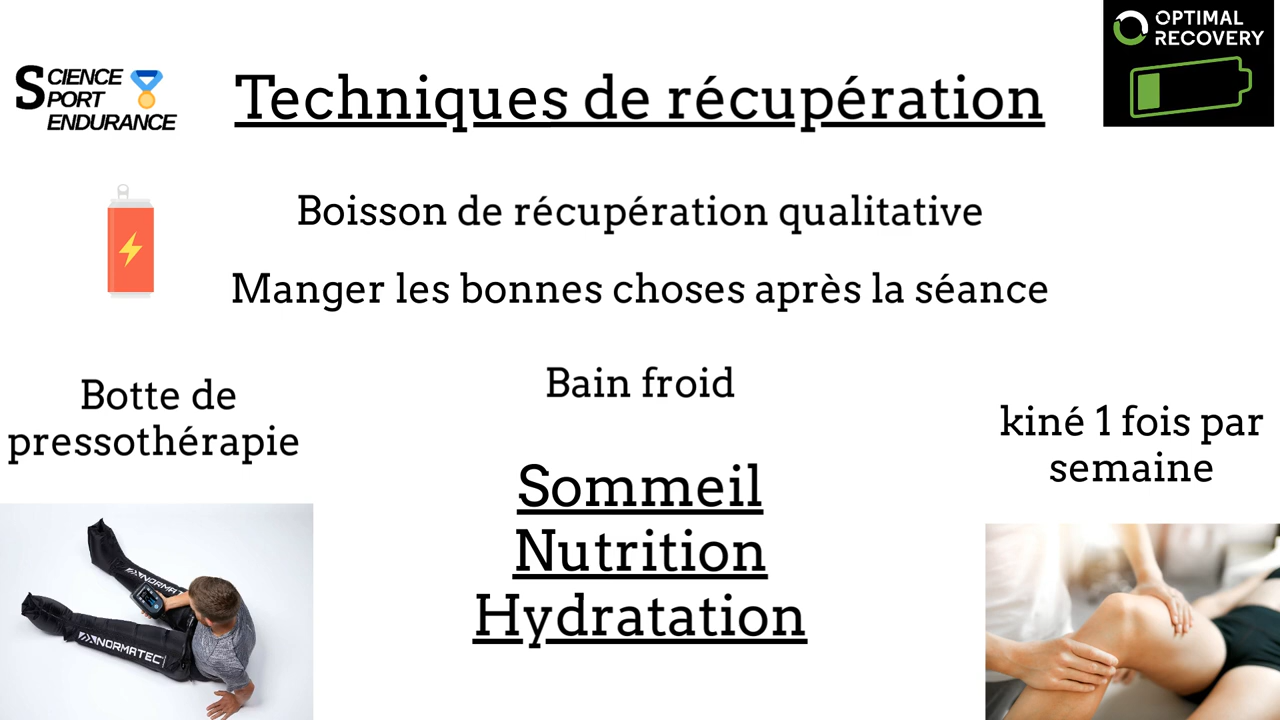 SCIENCE
SPORT
ENDURANCE
Techniques de récupération
OPTIMAL
RECOVERY
Boisson de récupération qualitative
Manger les bonnes choses après la séance
Botte de
pressothérapie
Bain froid
kiné 1 fois par
semaine
Sommeil
Nutrition
Hydratation
NORMATEC
NORMATEC